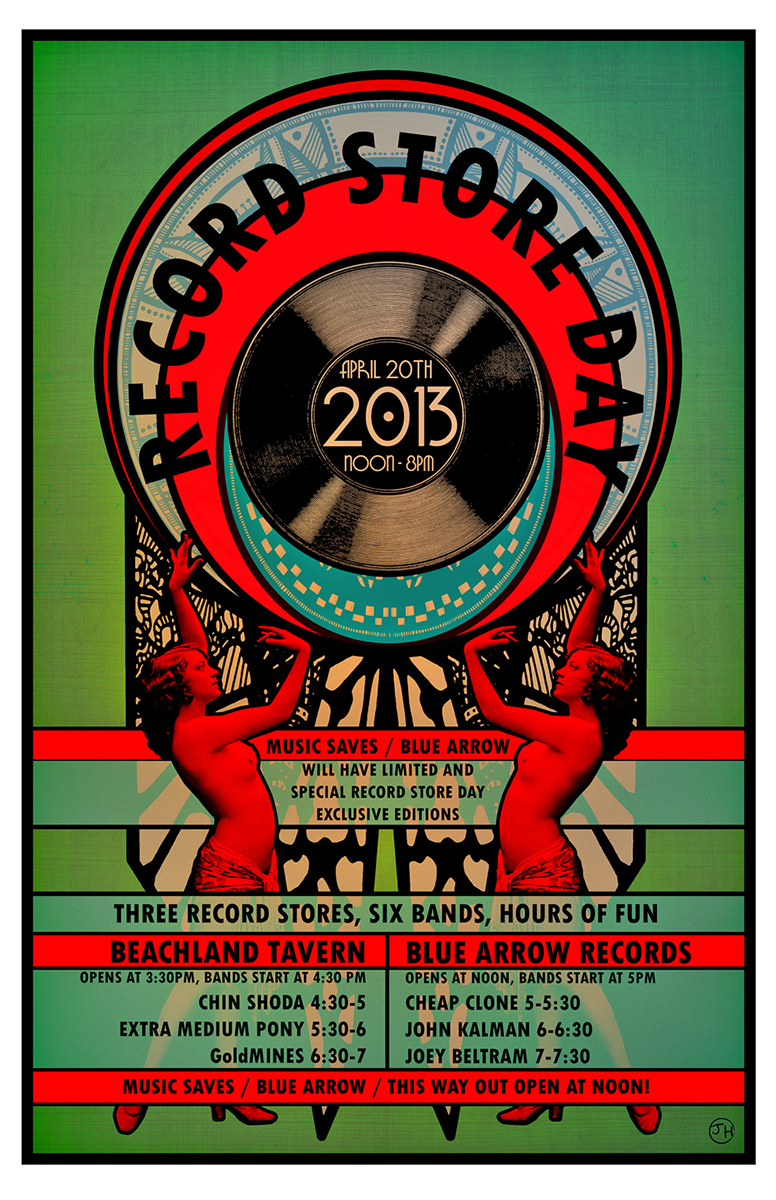 RECORD STORE DAY
APRIL 20TH
2013
NOON - 8PM
MUSIC SAVES / BLUE ARROW
WILL HAVE LIMITED AND
SPECIAL RECORD STORE DAY
EXCLUSIVE EDITIONS
THREE RECORD STORES, SIX BANDS, HOURS OF FUN
BEACHLAND TAVERN
OPENS AT 3:30PM, BANDS START AT 4:30 PM
CHIN SHODA 4:30-5
EXTRA MEDIUM PONY 5:30-6
GoldMINES 6:30-7
BLUE ARROW RECORDS
OPENS AT NOON, BANDS START AT 5PM
CHEAP CLONE 5-5:30
JOHN KALMAN 6-6:30
JOEY BELTRAM 7-7:30
MUSIC SAVES / BLUE ARROW / THIS WAY OUT OPEN AT NOON!
JH